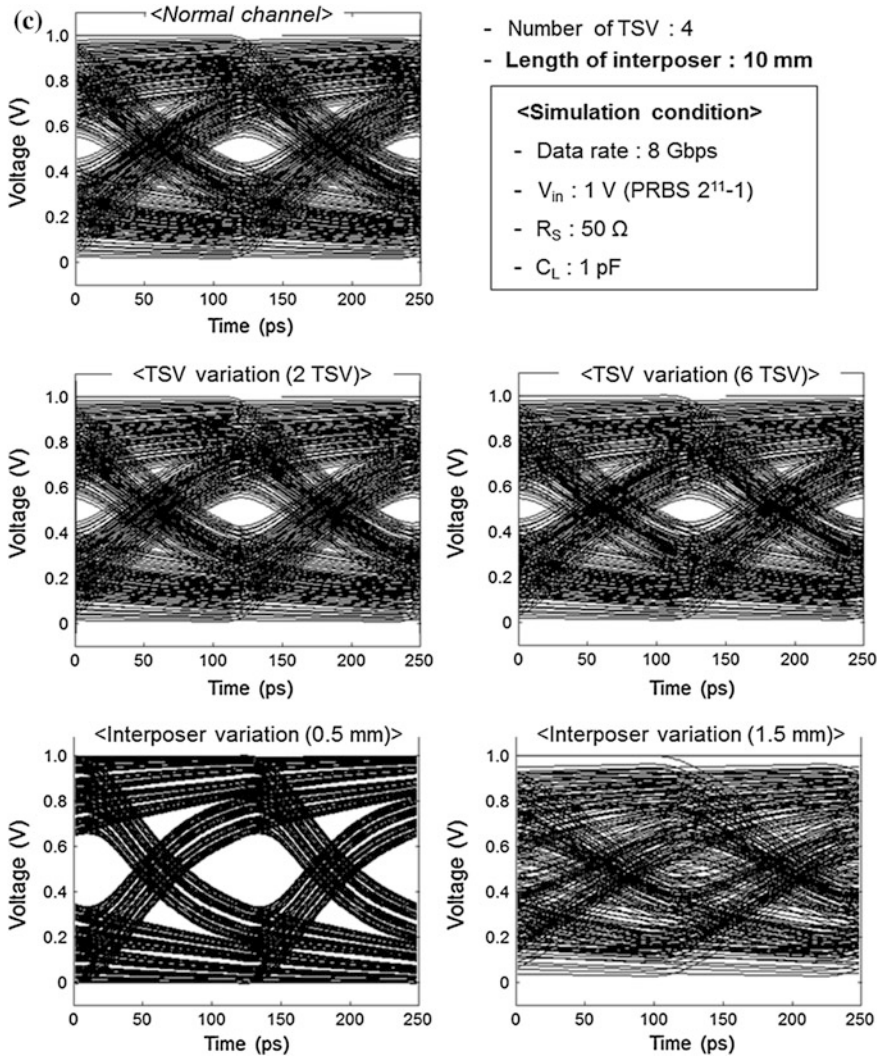 (c)
<Normal channel>
Voltage (V)
1.0
0.8
0.6
0.4
0.2
0
0 50 100 150 200 250
Time (ps)
- Number of TSV : 4
- Length of interposer : 10 mm
<Simulation condition>
- Data rate : 8 Gbps
- Vin : 1 V (PRBS 2¹¹-1)
- RS : 50 Ω
- CL : 1 pF
<TSV variation (2 TSV)>
Voltage (V)
1.0
0.8
0.6
0.4
0.2
0
0 50 100 150 200 250
Time (ps)
<TSV variation (6 TSV)>
Voltage (V)
1.0
0.8
0.6
0.4
0.2
0
0 50 100 150 200 250
Time (ps)
<Interposer variation (0.5 mm)>
Voltage (V)
1.0
0.8
0.6
0.4
0.2
0
0 50 100 150 200 250
Time (ps)
<Interposer variation (1.5 mm)>
Voltage (V)
1.0
0.8
0.6
0.4
0.2
0
0 50 100 150 200 250
Time (ps)